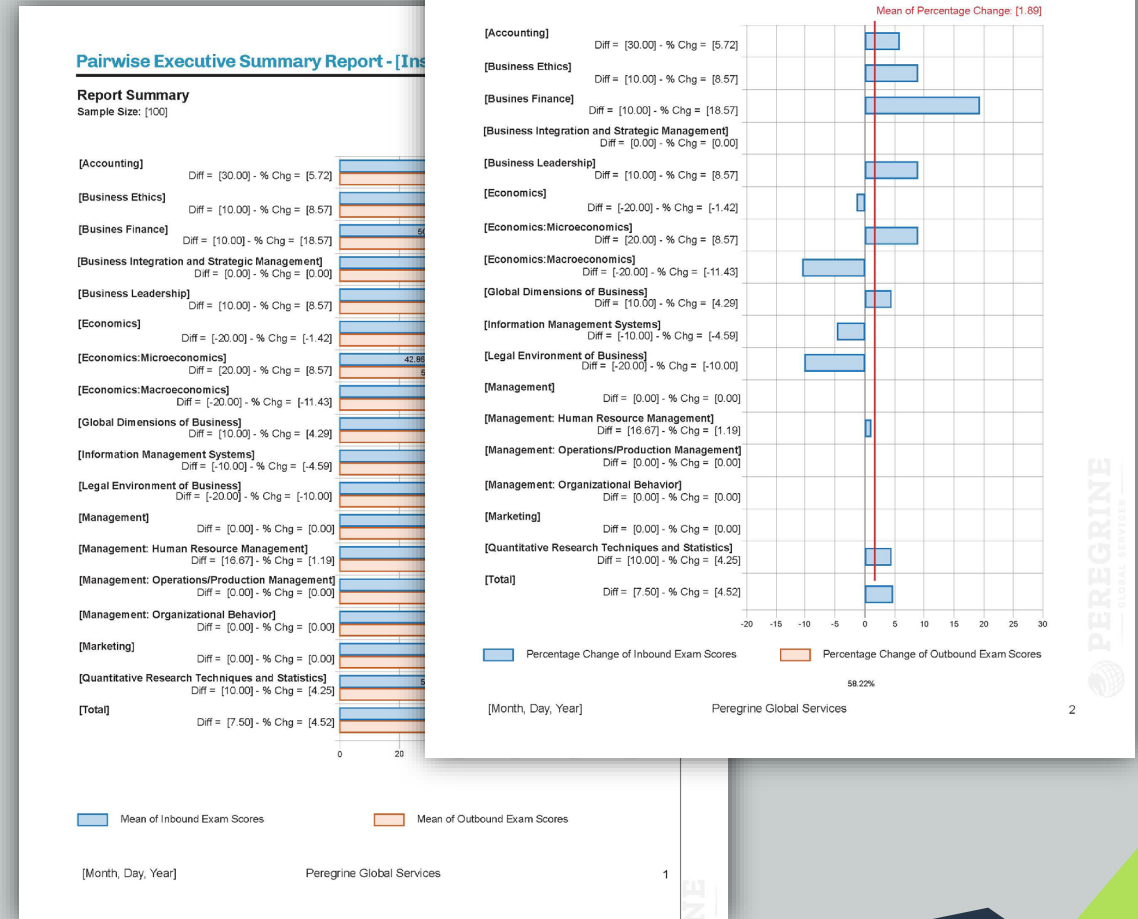 Pairwise Executive Summary Report - [Ins
Report Summary
Sample Size: [100]
[Accounting]
Diff = [30.00] - % Chg = [5.72]
[Business Ethics]
Diff = [10.00] - % Chg = [8.57]
[Busines Finance]
Diff = [10.00] - % Chg = [18.57]
[Business Integration and Strategic Management]
Diff = [0.00] - % Chg = [0.00]
[Business Leadership]
Diff = [10.00] - % Chg = [8.57]
[Economics]
Diff = [-20.00] - % Chg = [-1.42]
[Economics:Microeconomics]
Diff = [20.00] - % Chg = [8.57]
42.86
[Economics:Macroeconomics]
Diff = [-20.00] - % Chg = [-11.43]
[Global Dimensions of Business]
Diff = [10.00] - % Chg = [4.29]
[Information Management Systems]
Diff = [-10.00] - % Chg = [-4.59]
[Legal Environment of Business]
Diff = [-20.00] - % Chg = [-10.00]
[Management]
Diff = [0.00] - % Chg = [0.00]
[Management: Human Resource Management]
Diff = [16.67] - % Chg = [1.19]
[Management: Operations/Production Management]
Diff = [0.00] - % Chg = [0.00]
[Management: Organizational Behavior]
Diff = [0.00] - % Chg = [0.00]
[Marketing]
Diff = [0.00] - % Chg = [0.00]
[Quantitative Research Techniques and Statistics]
Diff = [10.00] - % Chg = [4.25]
[Total]
Diff = [7.50] - % Chg = [4.52]
0 20
Mean of Inbound Exam Scores Mean of Outbound Exam Scores
[Month, Day, Year] Peregrine Global Services 1
Mean of Percentage Change: [1.89]
[Accounting]
Diff = [30.00] - % Chg = [5.72]
[Business Ethics]
Diff = [10.00] - % Chg = [8.57]
[Busines Finance]
Diff = [10.00] - % Chg = [18.57]
[Business Integration and Strategic Management]
Diff = [0.00] - % Chg = [0.00]
[Business Leadership]
Diff = [10.00] - % Chg = [8.57]
[Economics]
Diff = [-20.00] - % Chg = [-1.42]
[Economics:Microeconomics]
Diff = [20.00] - % Chg = [8.57]
[Economics:Macroeconomics]
Diff = [-20.00] - % Chg = [-11.43]
[Global Dimensions of Business]
Diff = [10.00] - % Chg = [4.29]
[Information Management Systems]
Diff = [-10.00] - % Chg = [-4.59]
[Legal Environment of Business]
Diff = [-20.00] - % Chg = [-10.00]
[Management]
Diff = [0.00] - % Chg = [0.00]
[Management: Human Resource Management]
Diff = [16.67] - % Chg = [1.19]
[Management: Operations/Production Management]
Diff = [0.00] - % Chg = [0.00]
[Management: Organizational Behavior]
Diff = [0.00] - % Chg = [0.00]
[Marketing]
Diff = [0.00] - % Chg = [0.00]
[Quantitative Research Techniques and Statistics]
Diff = [10.00] - % Chg = [4.25]
[Total]
Diff = [7.50] - % Chg = [4.52]
-20 -15 -10 -5 0 5 10 15 20 25 30
Percentage Change of Inbound Exam Scores Percentage Change of Outbound Exam Scores
58.22%
[Month, Day, Year] Peregrine Global Services 2
PEREGRINE
GLOBAL SERVICES